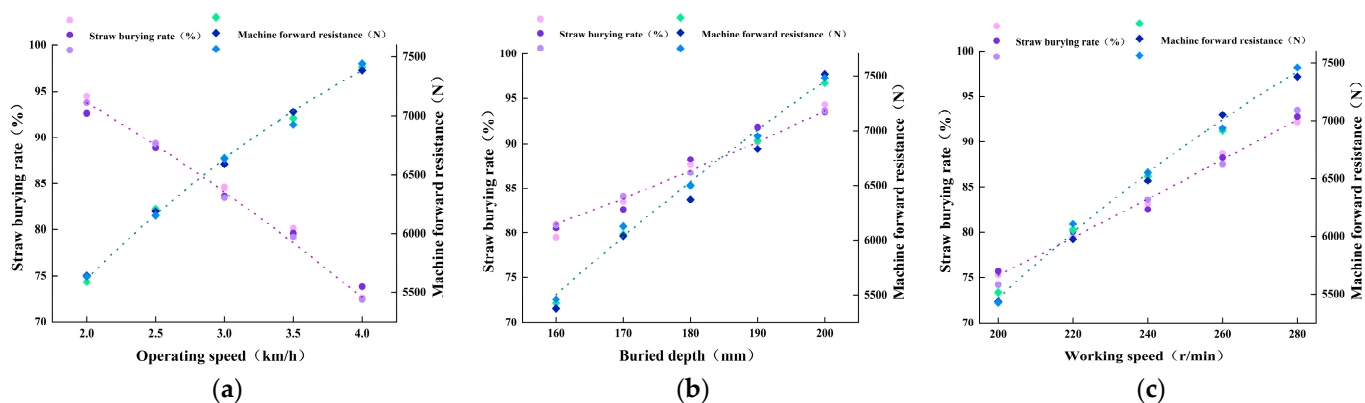 Straw burying rate（%） Machine forward resistance（N）
Straw burying rate（%）
100
95
90
85
80
75
70
7500
7000
6500
6000
5500
Machine forward resistance（N）
2.0 2.5 3.0 3.5 4.0
Operating speed（km/h）
(a)
Straw burying rate（%） Machine forward resistance（N）
Straw burying rate（%）
100
95
90
85
80
75
70
7500
7000
6500
6000
5500
Machine forward resistance（N）
160 170 180 190 200
Buried depth（mm）
(b)
Straw burying rate（%） Machine forward resistance（N）
Straw burying rate（%）
100
95
90
85
80
75
70
7500
7000
6500
6000
5500
Machine forward resistance（N）
200 220 240 260 280
Working speed（r/min）
(c)